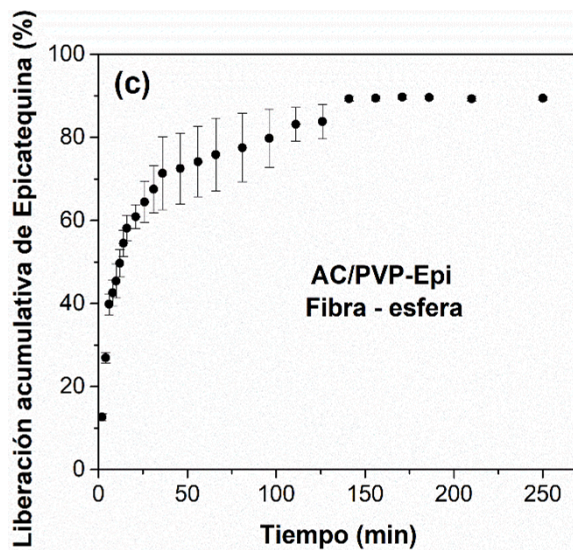 Liberación acumulativa de Epicatequina (%)
100
80
60
40
20
0
(c)
AC/PVP-Epi
Fibra - esfera
0 50 100 150 200 250
Tiempo (min)